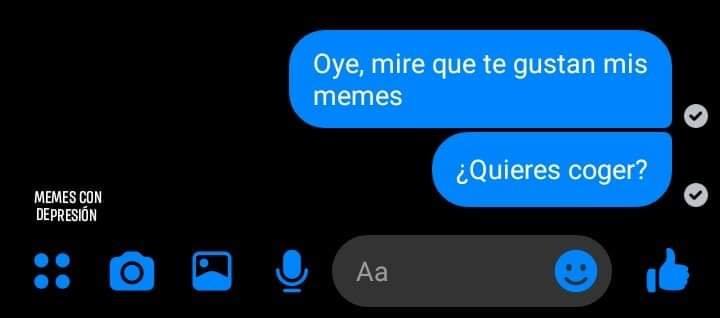 Oye, mire que te gustan mis
memes
¿Quieres coger?
MEMES CON
DEPRESIÓN
Aa